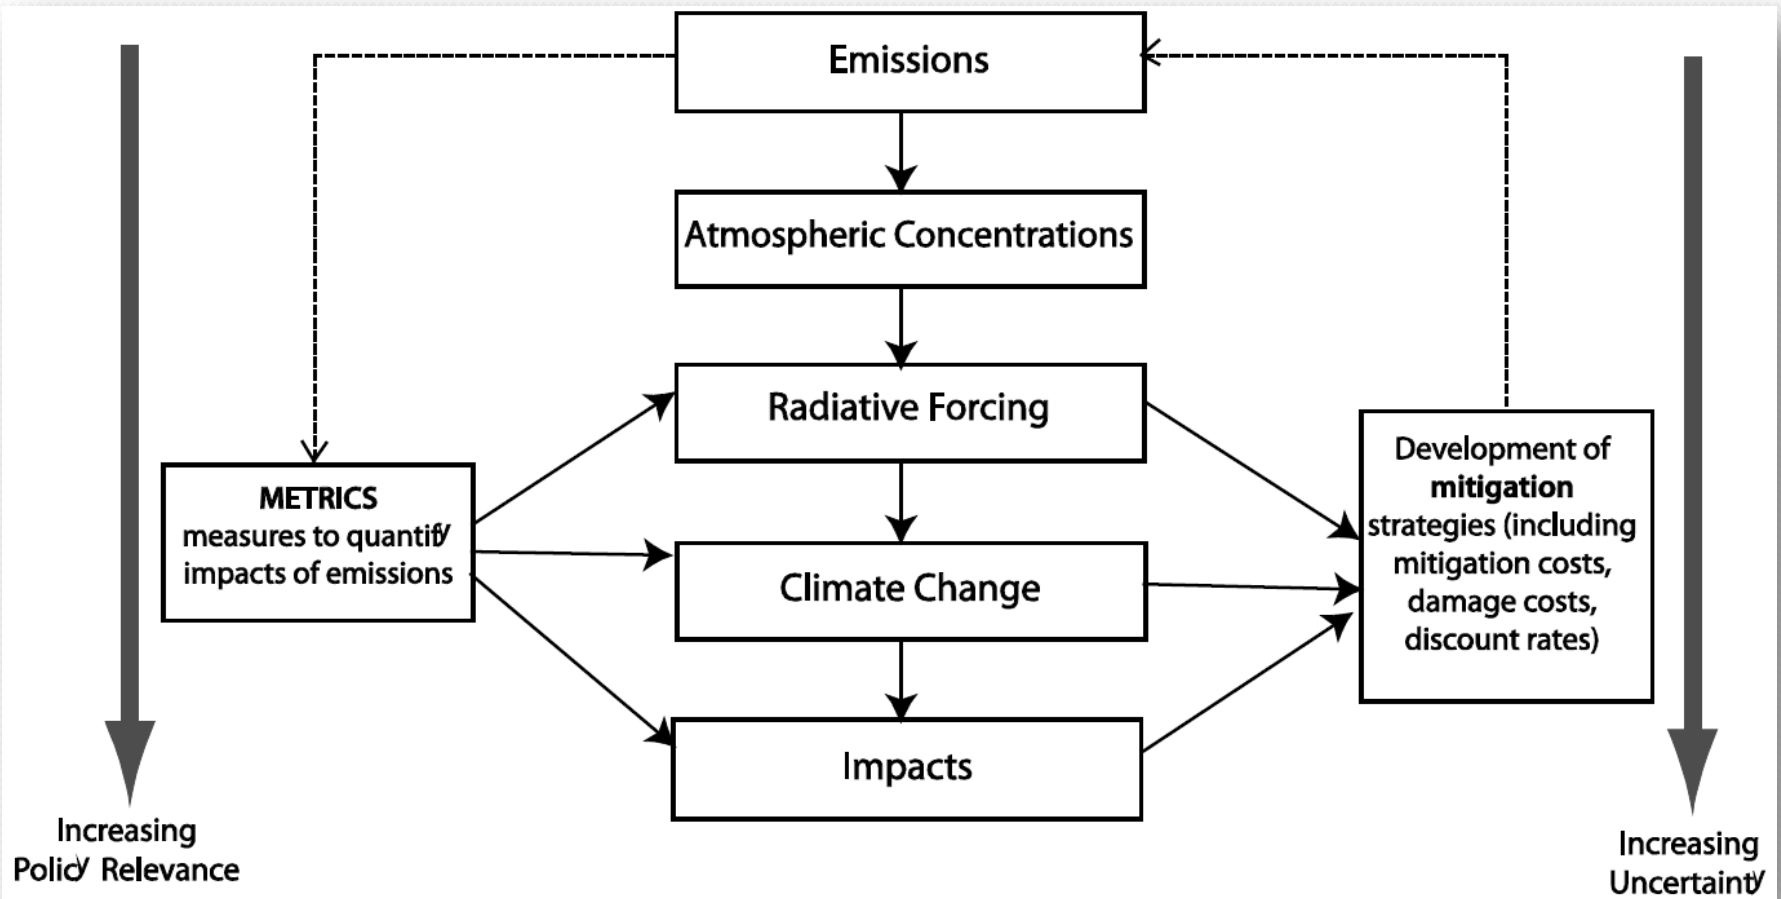 Emissions
Atmospheric Concentrations
Radiative Forcing
METRICS
measures to quantify
impacts of emissions
Climate Change
Development of
mitigation
strategies (including
mitigation costs,
damage costs,
discount rates)
Impacts
Increasing
Policy Relevance
Increasing
Uncertainty